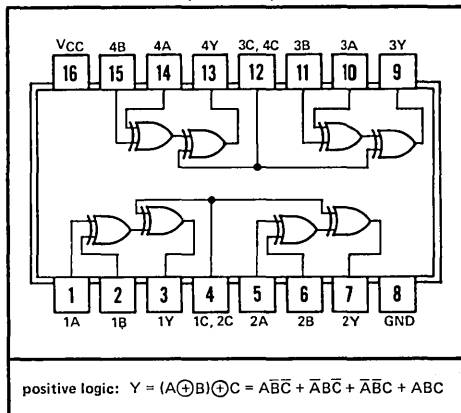 VCC 4B 4A 4Y 3C, 4C 3B 3A 3Y
16 15 14 13 12 11 10 9
1 2 3 4 5 6 7 8
1A 1B 1Y 1C, 2C 2A 2B 2Y GND
positive logic: Y = (A⊕B)⊕C = AB̅C̅ + A̅BC̅ + A̅B̅C + ABC